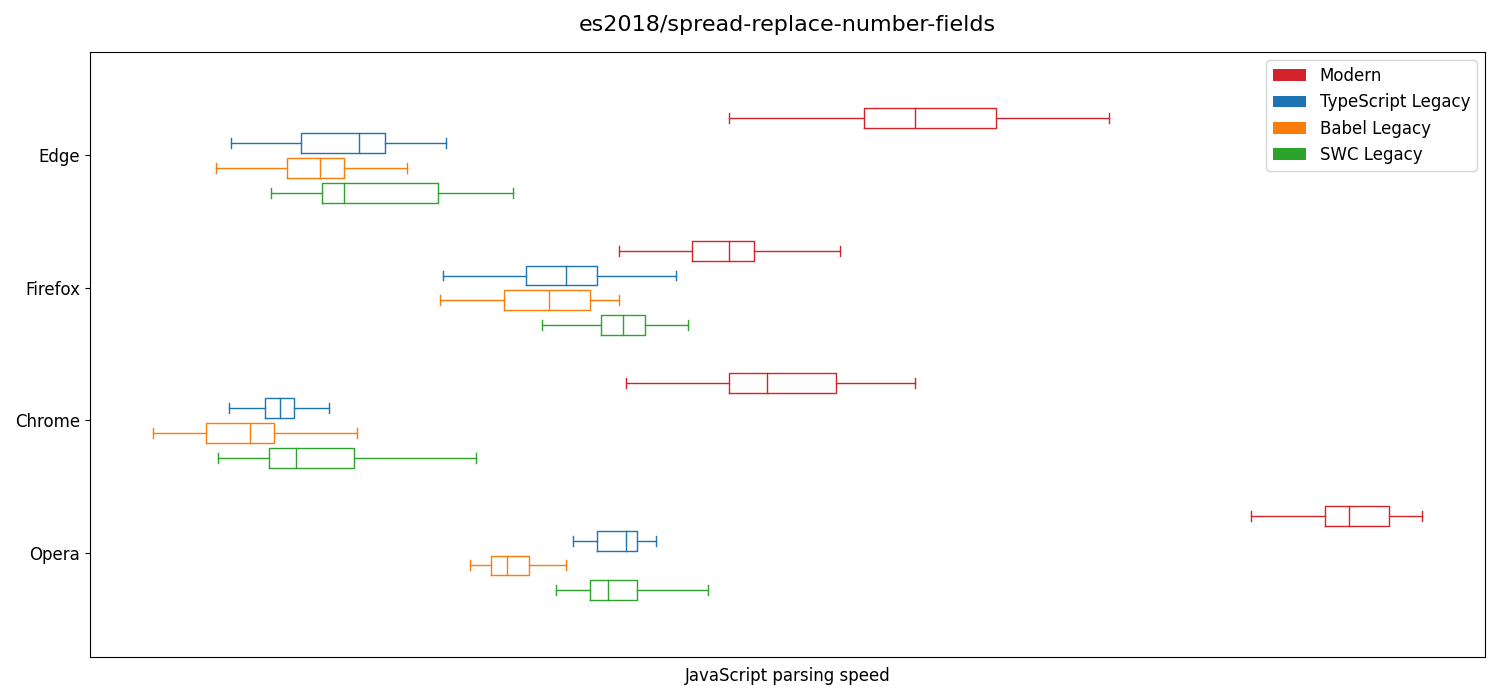 es2018/spread-replace-number-fields
Modern
TypeScript Legacy
Babel Legacy
SWC Legacy
Edge
Firefox
Chrome
Opera
JavaScript parsing speed